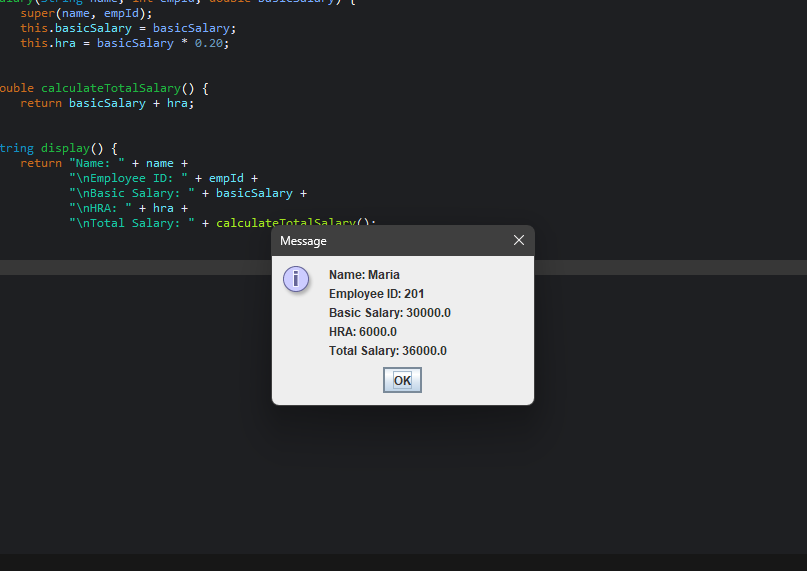 alary(String name, int empId, double basicSalary) {
super(name, empId);
this.basicSalary = basicSalary;
this.hra = basicSalary * 0.20;
ouble calculateTotalSalary() {
return basicSalary + hra;
tring display() {
return "Name: " + name +
"\nEmployee ID: " + empId +
"\nBasic Salary: " + basicSalary +
"\nHRA: " + hra +
"\nTotal Salary: " + calculateTotalSalary();
Message
Name: Maria
Employee ID: 201
Basic Salary: 30000.0
HRA: 6000.0
Total Salary: 36000.0
OK